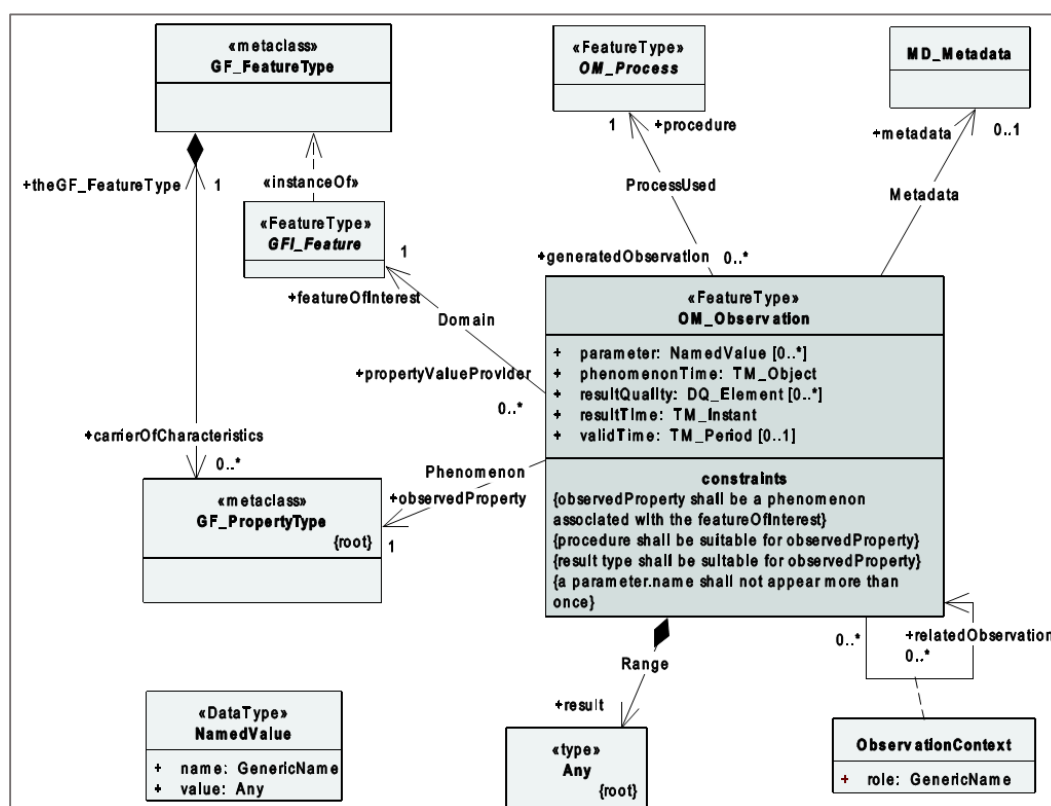 «metaclass»
GF_FeatureType
«FeatureType»
OM_Process
MD_Metadata
+theGF_FeatureType
1
«instanceOf»
1
+procedure
+metadata
0..1
ProcessUsed
Metadata
«FeatureType»
GFI_Feature
1
+featureOfInterest
+generatedObservation
0..*
Domain
+propertyValueProvider
0..*
«FeatureType»
OM_Observation
+ parameter: NamedValue [0..*]
+ phenomenonTime: TM_Object
+ resultQuality: DQ_Element [0..*]
+ resultTime: TM_Instant
+ validTime: TM_Period [0..1]
constraints
{observedProperty shall be a phenomenon
associated with the featureOfInterest}
{procedure shall be suitable for observedProperty}
{result type shall be suitable for observedProperty}
{a parameter.name shall not appear more than
once}
+carrierOfCharacteristics
0..*
Phenomenon
+observedProperty
1
«metaclass»
GF_PropertyType
{root}
0..*
+relatedObservation
0..*
Range
+result
«DataType»
NamedValue
+ name: GenericName
+ value: Any
«type»
Any
{root}
ObservationContext
+ role: GenericName